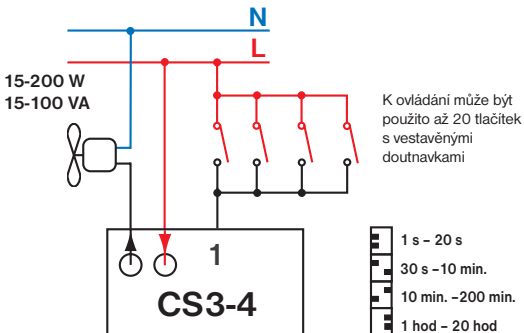 N
L
15-200 W
15-100 VA
K ovládání může být
použito až 20 tlačítek
s vestavěnými
doutnavkami
1
CS3-4
1 s – 20 s
30 s –10 min.
10 min. –200 min.
1 hod – 20 hod